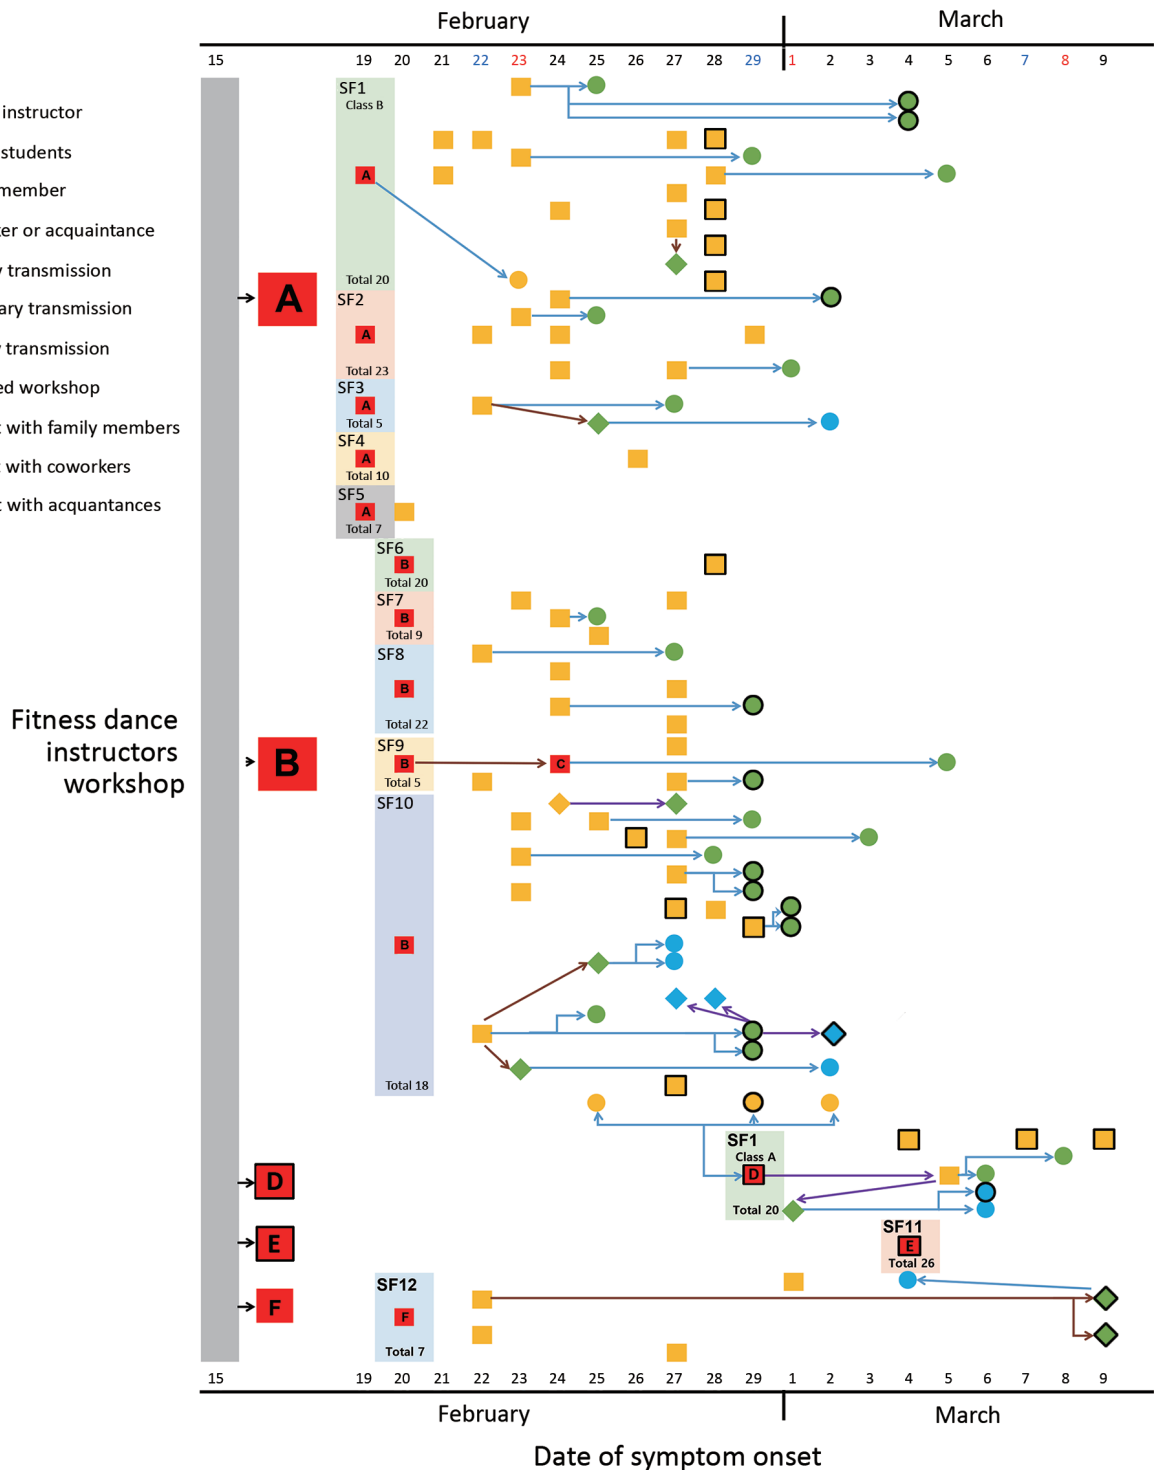 February
March
15 19 20 21 22 23 24 25 26 27 28 29 1 2 3 4 5 6 7 8 9
instructor
students
member
er or acquaintance
transmission
ary transmission
transmission
ed workshop
with family members
with coworkers
with acquantances
SF1
Class B
A
Total 20
A
SF2
A
Total 23
SF3
A
Total 5
SF4
A
Total 10
SF5
A
Total 7
SF6
B
Total 20
SF7
B
Total 9
SF8
B
Total 22
Fitness dance
instructors
workshop
B
SF9
B
C
Total 5
SF10
B
Total 18
D
SF1
Class A
D
Total 20
E
SF11
E
Total 26
F
SF12
F
Total 7
15 19 20 21 22 23 24 25 26 27 28 29 1 2 3 4 5 6 7 8 9
February
March
Date of symptom onset